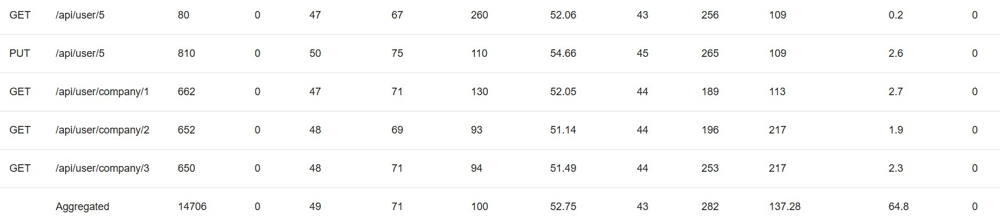 GET /api/user/5 80 0 47 67 260 52.06 43 256 109 0.2 0
PUT /api/user/5 810 0 50 75 110 54.66 45 265 109 2.6 0
GET /api/user/company/1 662 0 47 71 130 52.05 44 189 113 2.7 0
GET /api/user/company/2 652 0 48 69 93 51.14 44 196 217 1.9 0
GET /api/user/company/3 650 0 48 71 94 51.49 44 253 217 2.3 0
Aggregated 14706 0 49 71 100 52.75 43 282 137.28 64.8 0